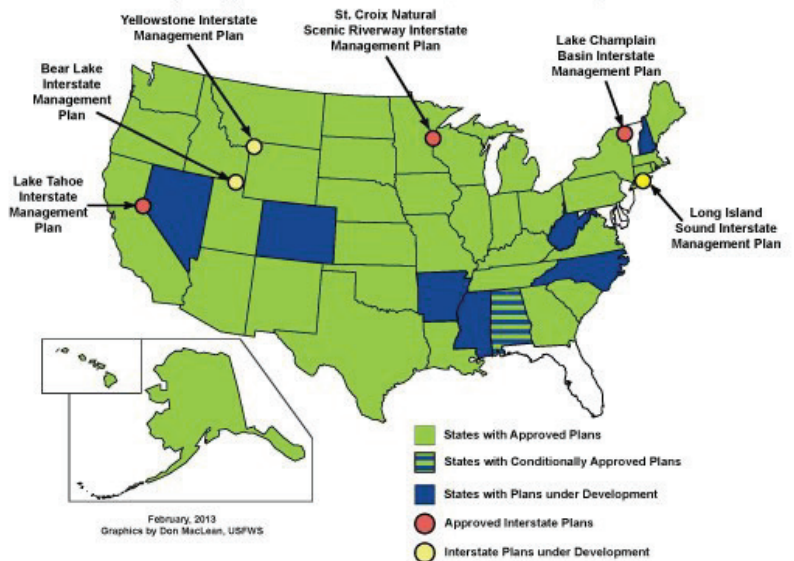 Yellowstone Interstate
Management Plan
St. Croix Natural
Scenic Riverway Interstate
Management Plan
Lake Champlain
Basin Interstate
Management Plan
Bear Lake
Interstate
Management
Plan
Lake Tahoe
Interstate
Management
Plan
Long Island
Sound Interstate
Management Plan
States with Approved Plans
States with Conditionally Approved Plans
States with Plans under Development
Approved Interstate Plans
Interstate Plans under Development
February, 2013
Graphics by Don MacLean, USFWS